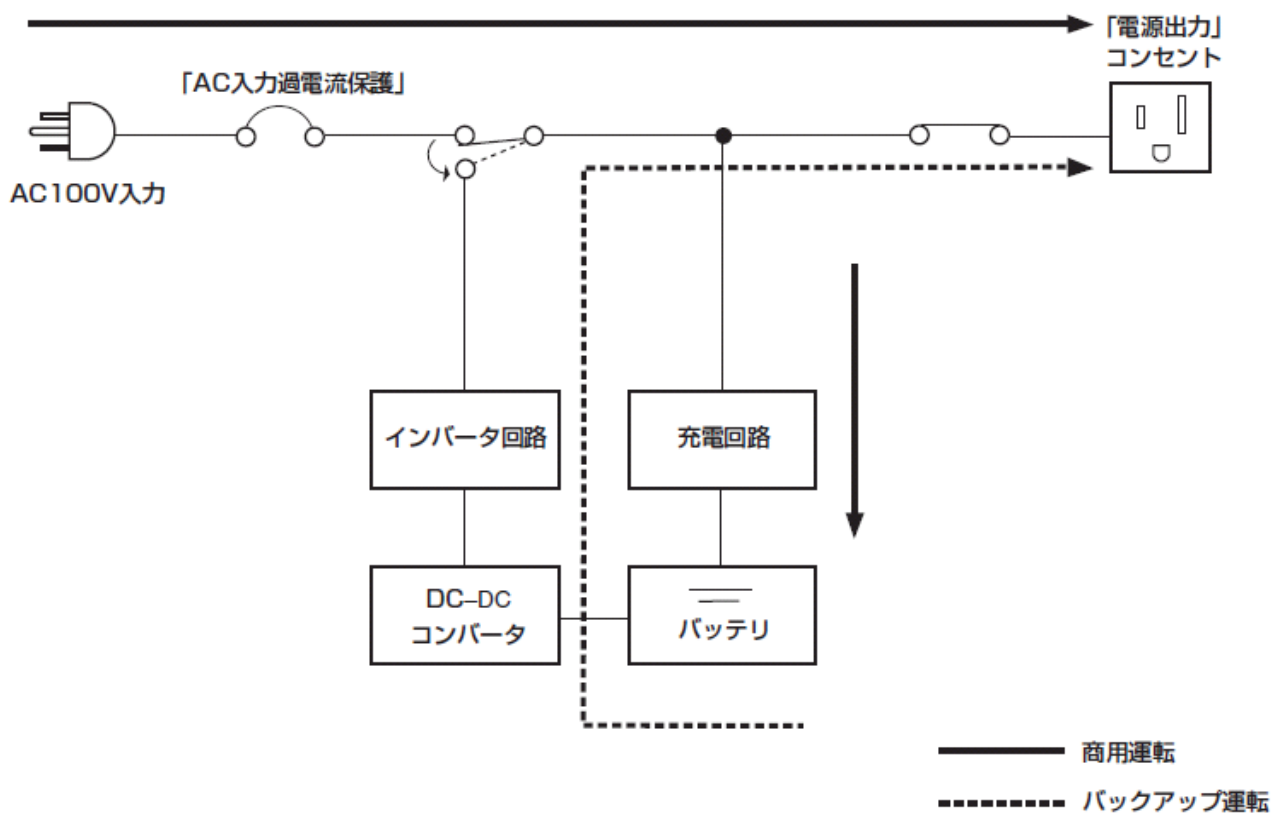 「電源出力」
コンセント
「AC入力過電流保護」
AC100V入力
インバータ回路
充電回路
DC–DC
コンバータ
バッテリ
商用運転
バックアップ運転